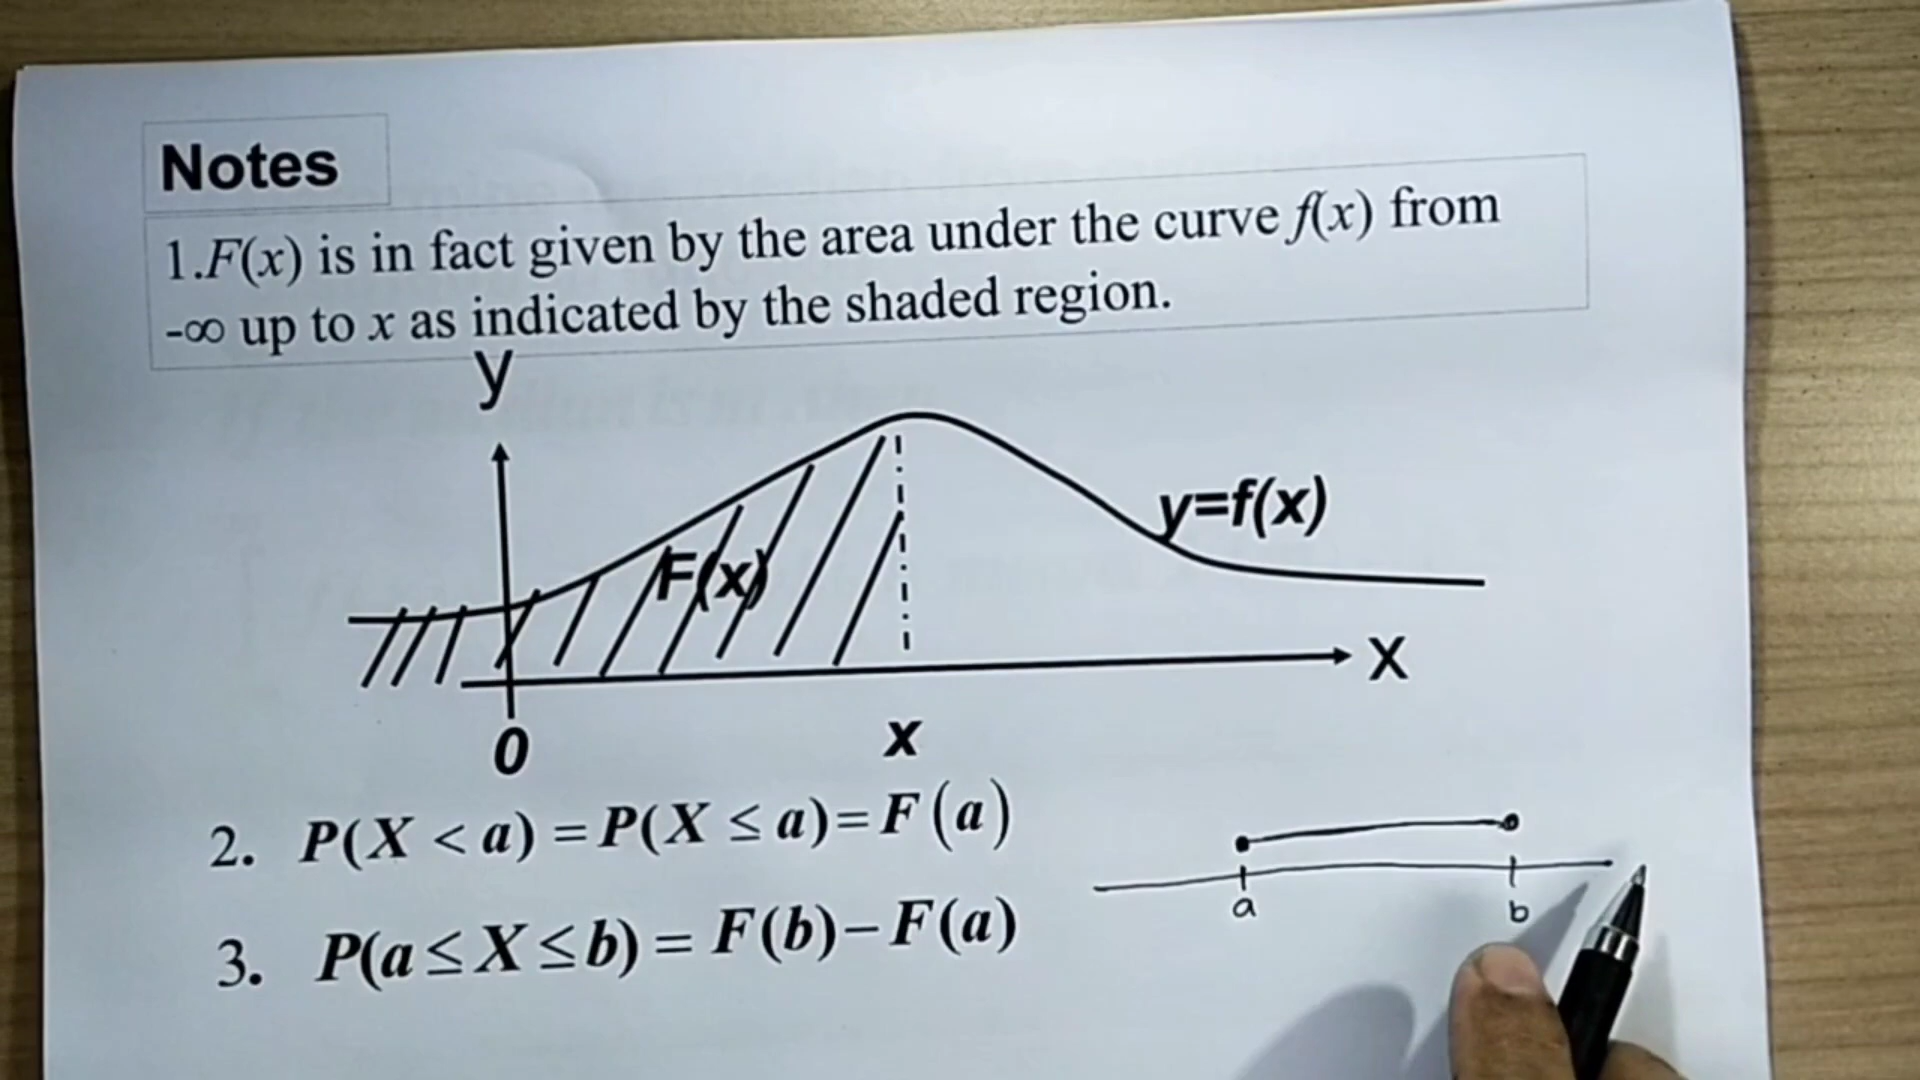 Notes
1.F(x) is in fact given by the area under the curve f(x) from
-∞ up to x as indicated by the shaded region.
y
y=f(x)
F(x)
X
0
x
2. P(X < a) = P(X ≤ a)= F (a)
3. P(a ≤ X ≤ b) = F(b)− F(a)
a b